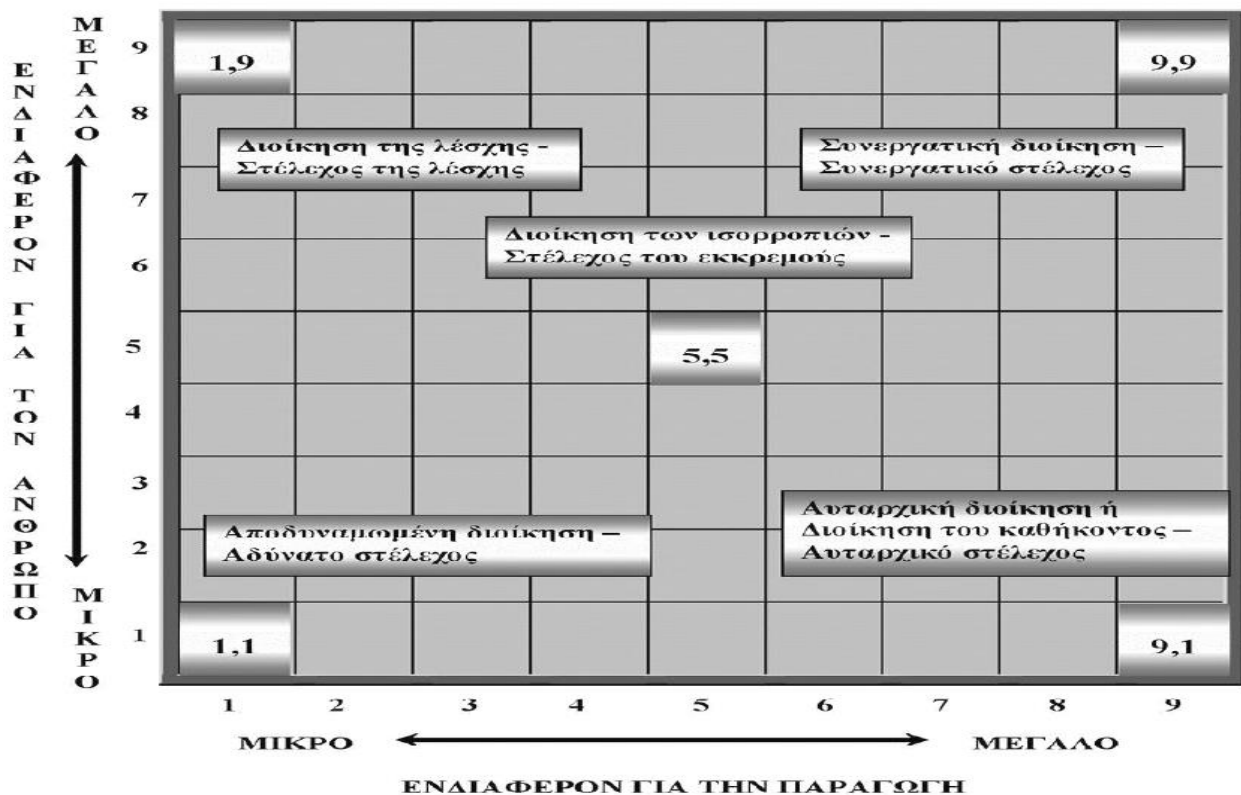 ΕΝΔΙΑΦΕΡΟΝ ΓΙΑ ΤΟΝ ΑΝΘΡΩΠΟ
ΜΕΓΑΛΟ
ΜΙΚΡΟ
9
8
7
6
5
4
3
2
1
1,9
9,9
Διοίκηση της λέσχης -
Στέλεχος της λέσχης
Συνεργατική διοίκηση –
Συνεργατικό στέλεχος
Διοίκηση των ισορροπιών -
Στέλεχος του εκκρεμούς
5,5
Αποδυναμωμένη διοίκηση –
Αδύνατο στέλεχος
Αυταρχική διοίκηση ή
Διοίκηση του καθήκοντος –
Αυταρχικό στέλεχος
1,1
9,1
1 2 3 4 5 6 7 8 9
ΜΙΚΡΟ ΜΕΓΑΛΟ
ΕΝΔΙΑΦΕΡΟΝ ΓΙΑ ΤΗΝ ΠΑΡΑΓΩΓΗ